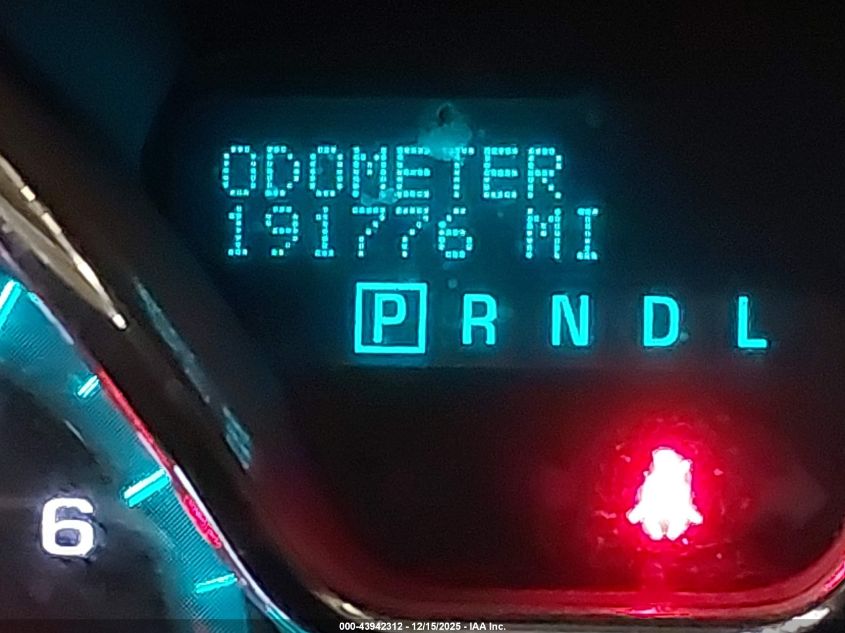 ODOMETER
191776 MI
P R N D L
6
000-43942312 - 12/15/2025 - IAA Inc.